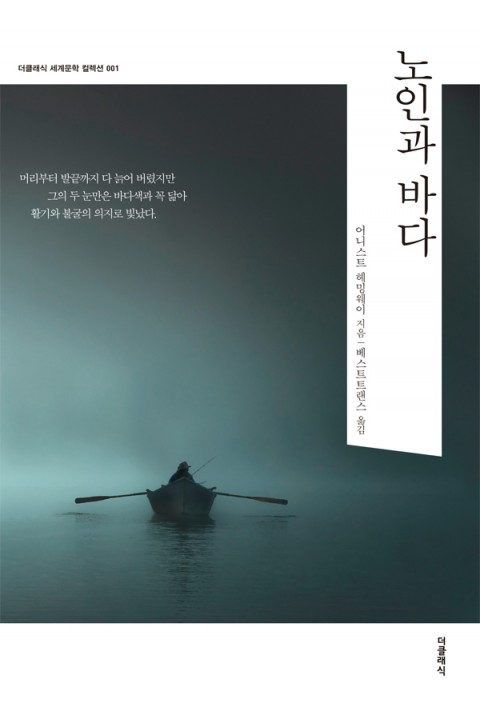 더클래식 세계문학 컬렉션 001
노인과 바다
머리부터 발끝까지 다 늙어 버렸지만
그의 두 눈만은 바다색과 꼭 닮아
활기와 불굴의 의지로 빛났다.
어니스트 헤밍웨이 지음 – 베스트트랜스 옮김
더클래식